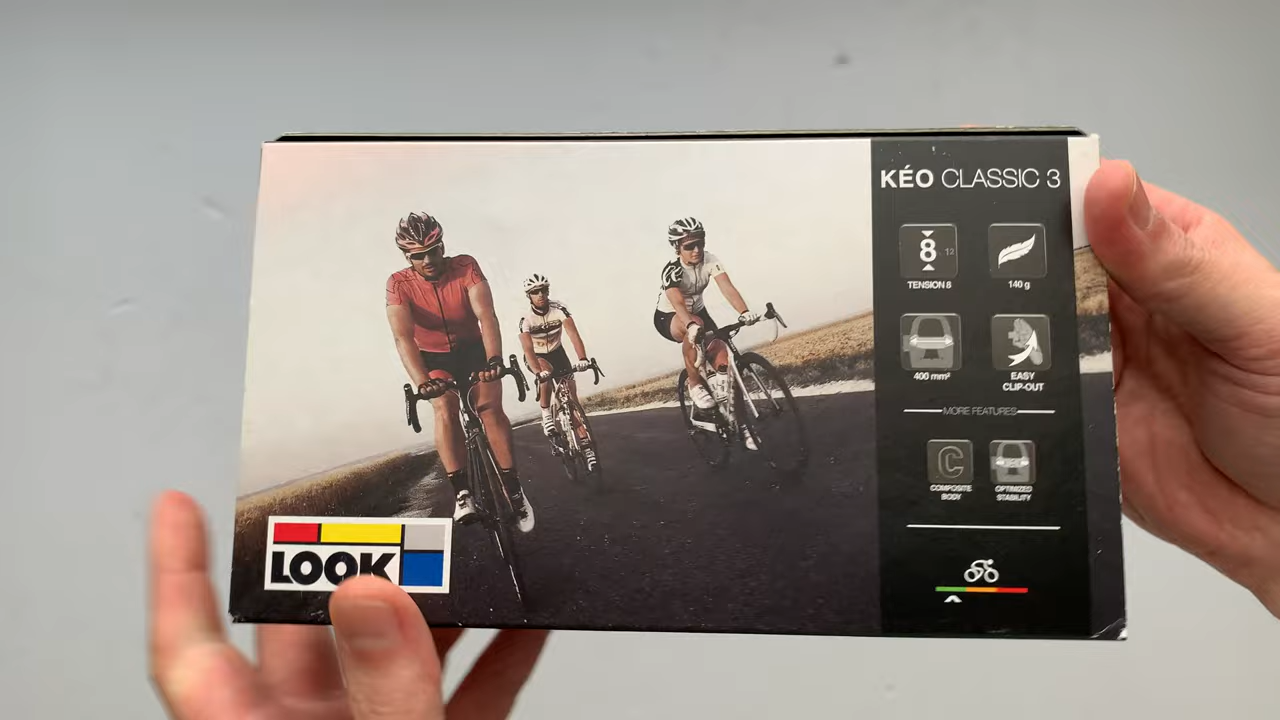 KÉO CLASSIC 3
8 12
TENSION 8
140 g
400 mm²
EASY
CLIP-OUT
MORE FEATURES
C
COMPOSITE
BODY
OPTIMIZED
STABILITY
LOOK